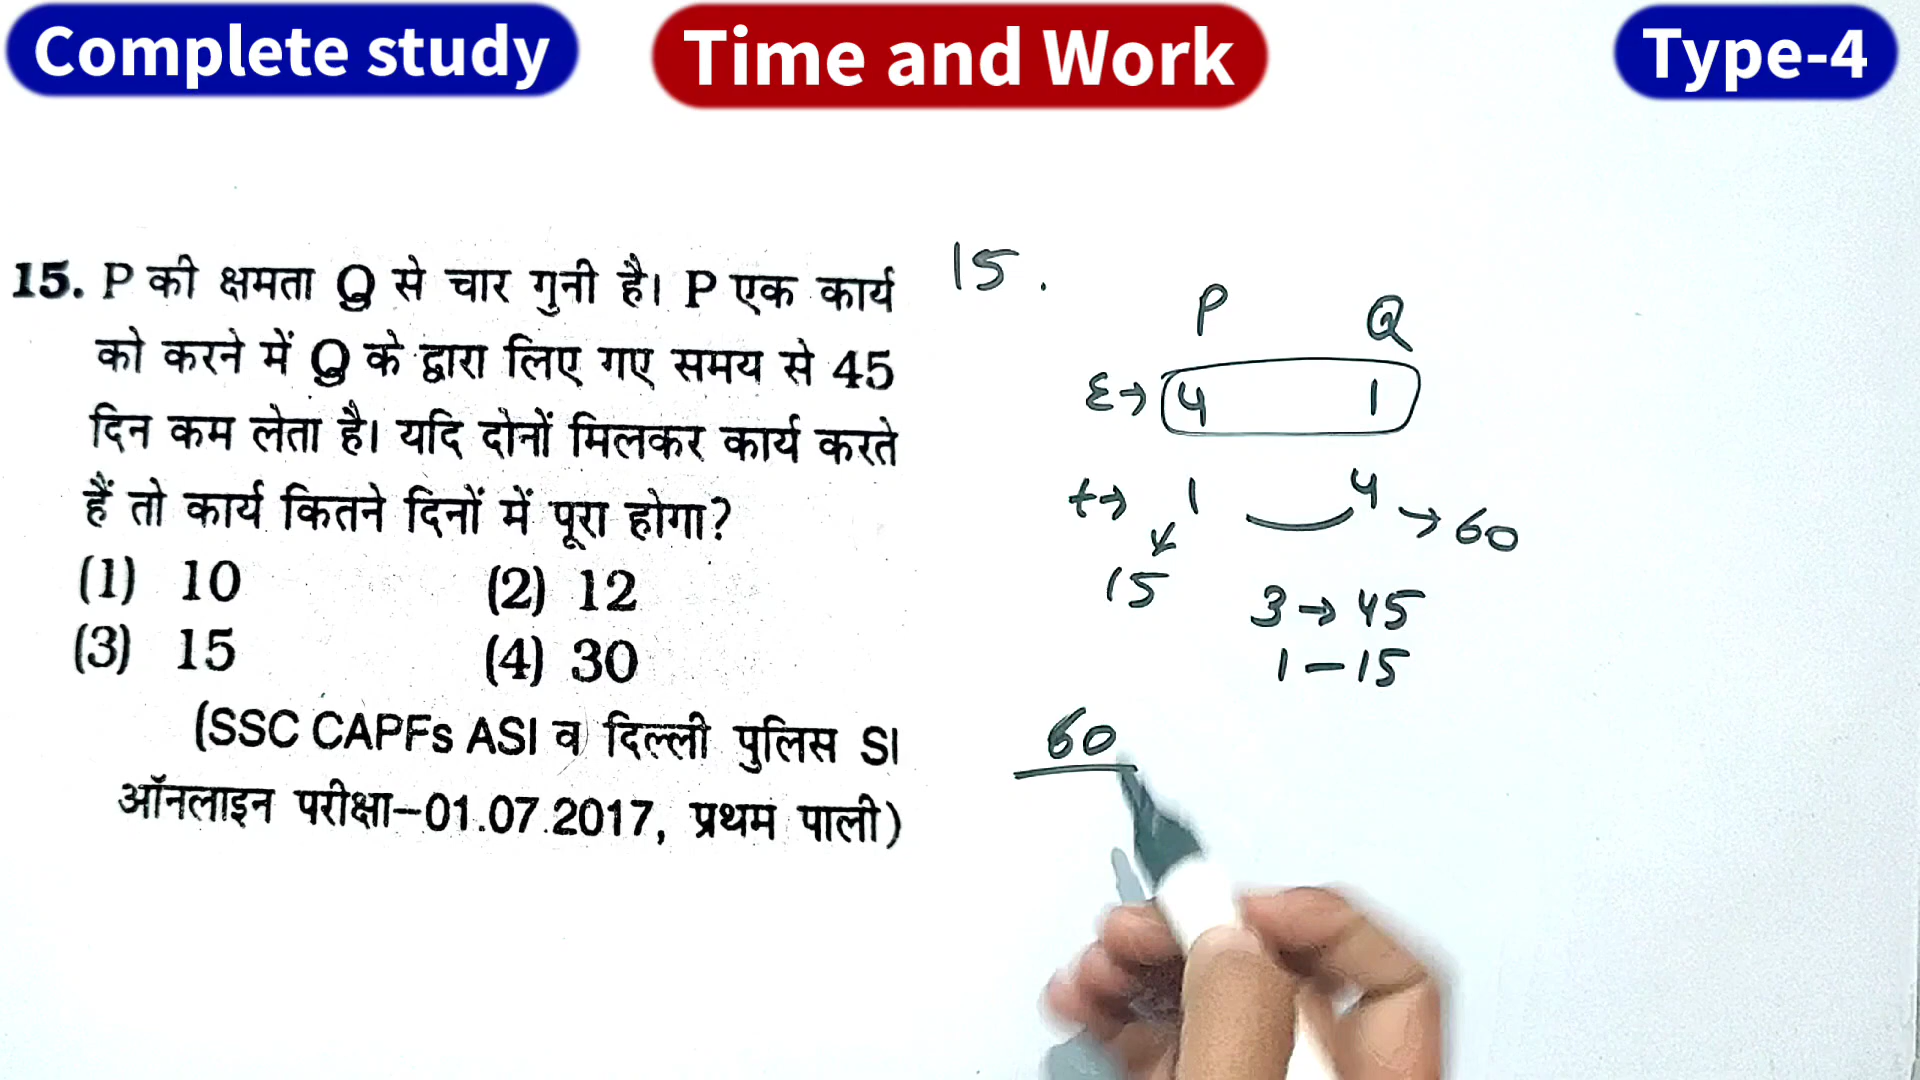 Complete study
Time and Work
Type-4
15. P की क्षमता Q से चार गुनी है। P एक कार्य
को करने में Q के द्वारा लिए गए समय से 45
दिन कम लेता है। यदि दोनों मिलकर कार्य करते
हैं तो कार्य कितने दिनों में पूरा होगा?
(1) 10 (2) 12
(3) 15 (4) 30
(SSC CAPFs ASI व दिल्ली पुलिस SI
ऑनलाइन परीक्षा–01.07.2017, प्रथम पाली)
15.
P Q
ε→ 4 1
t→ 1 4 → 60
15
3 → 45
1 – 15
60